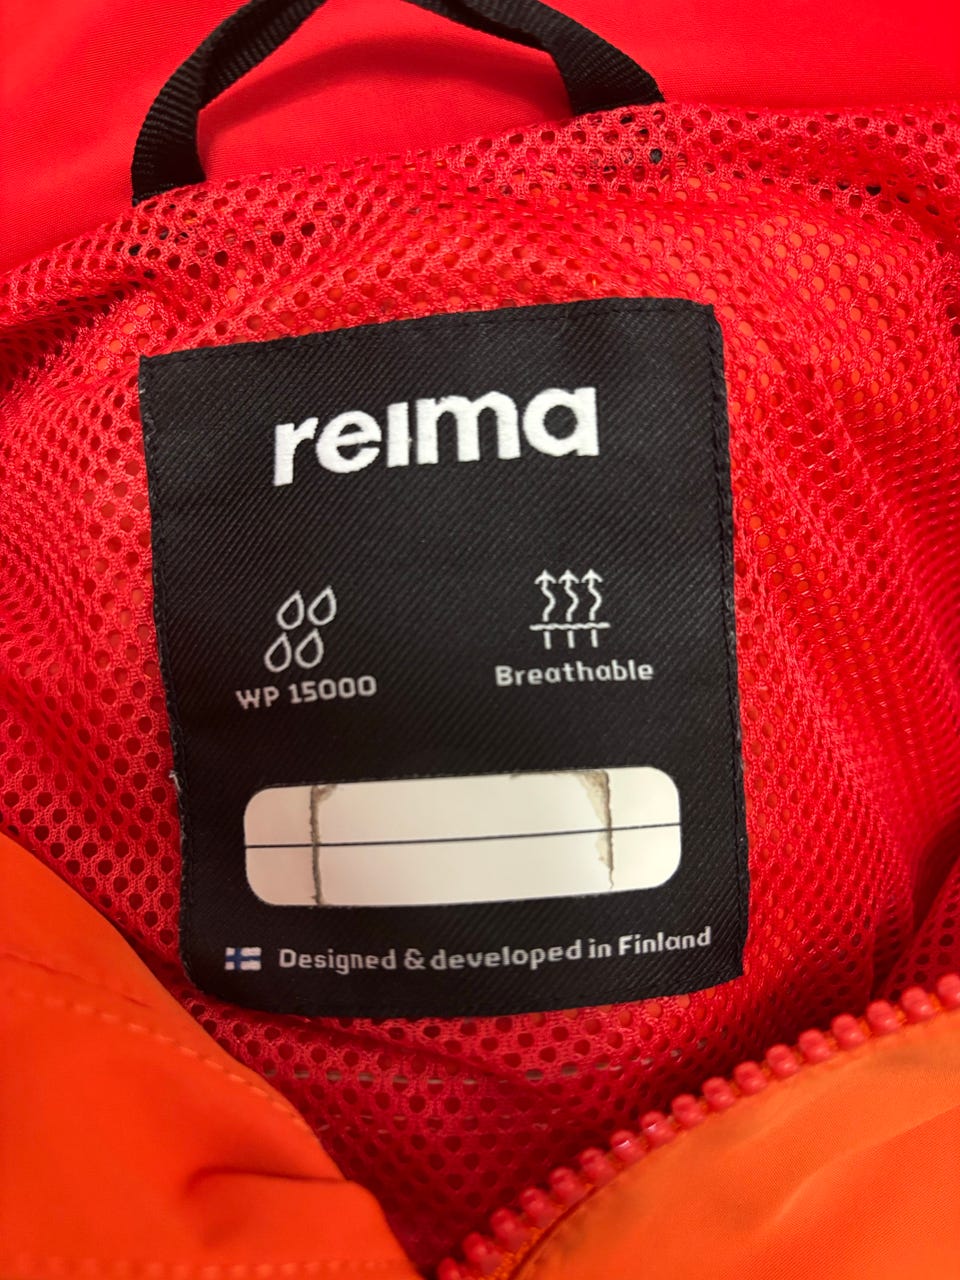 reima
WP 15000
Breathable
Designed & developed in Finland